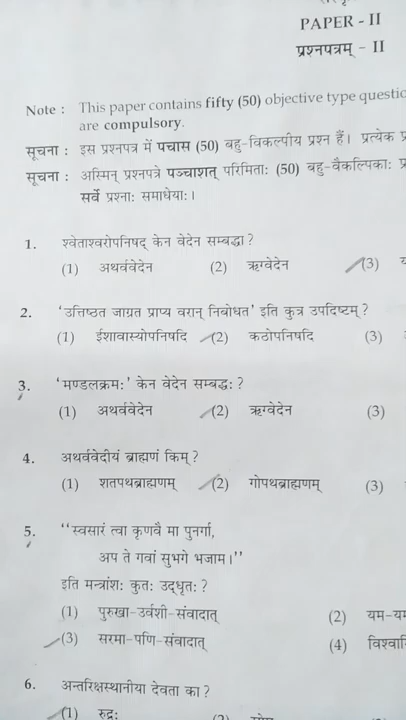 PAPER - II
प्रश्नपत्रम् - II
Note : This paper contains fifty (50) objective type
are compulsory.
सूचना : इस प्रश्नपत्र में पचास (50) बहु-विकल्पीय प्रश्न हैं। प्रत्येक
सूचना : अस्मिन् प्रश्नपत्रे पञ्चाशत् परिमिताः (50) बहु-वैकल्पिकाः
सर्वे प्रश्नाः समाधेयाः।
1. श्वेताश्वरोपनिषद् केन वेदेन सम्बद्धा ?
(1) अथर्ववेदेन (2) ऋग्वेदेन (3)
2. 'उत्तिष्ठत जाग्रत प्राप्य वरान् निबोधत' इति कुत्र उपदिष्टम् ?
(1) ईशावास्योपनिषदि (2) कठोपनिषदि (3)
3. 'मण्डलक्रमः' केन वेदेन सम्बद्धः ?
(1) अथर्ववेदेन (2) ऋग्वेदेन (3)
4. अथर्ववेदीयं ब्राह्मणं किम् ?
(1) शतपथब्राह्मणम् (2) गोपथब्राह्मणम् (3)
5. ''स्वसारं त्वा कृणवै मा पुनर्गा,
अप ते गवां सुभगे भजाम।''
इति मन्त्रांशः कुतः उद्धृतः ?
(1) पुरुखा-उर्वशी-संवादात् (2) यम-
(3) सरमा-पणि-संवादात् (4)
6. अन्तरिक्षस्थानीया देवता का ?
(1) रुद्रः (2)